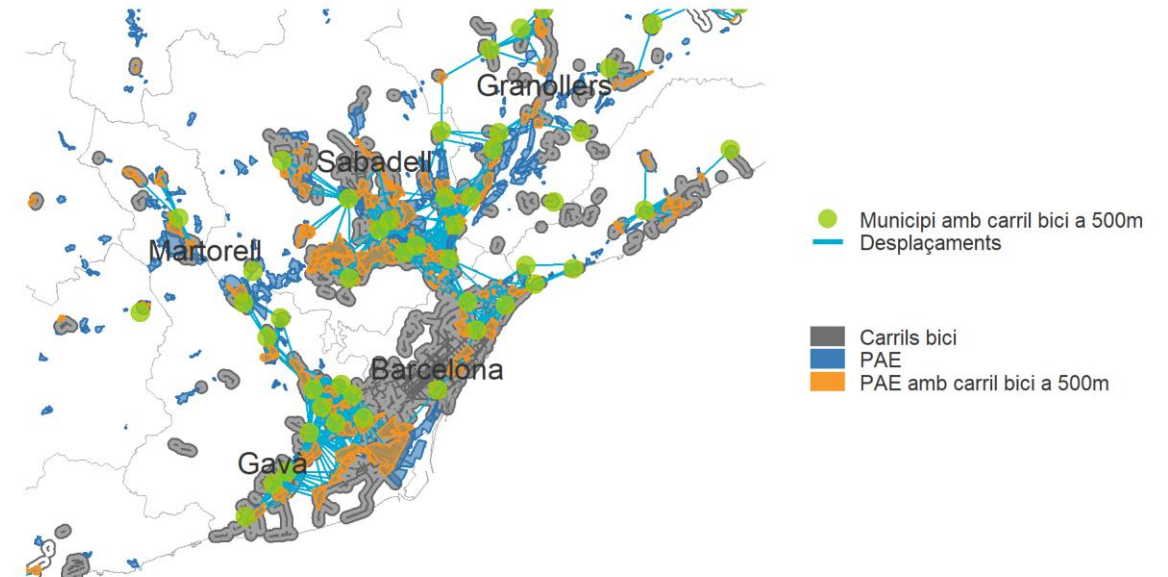 Granollers
Sabadell
Martorell
Barcelona
Gavà
Municipi amb carril bici a 500m
Desplaçaments
Carrils bici
PAE
PAE amb carril bici a 500m